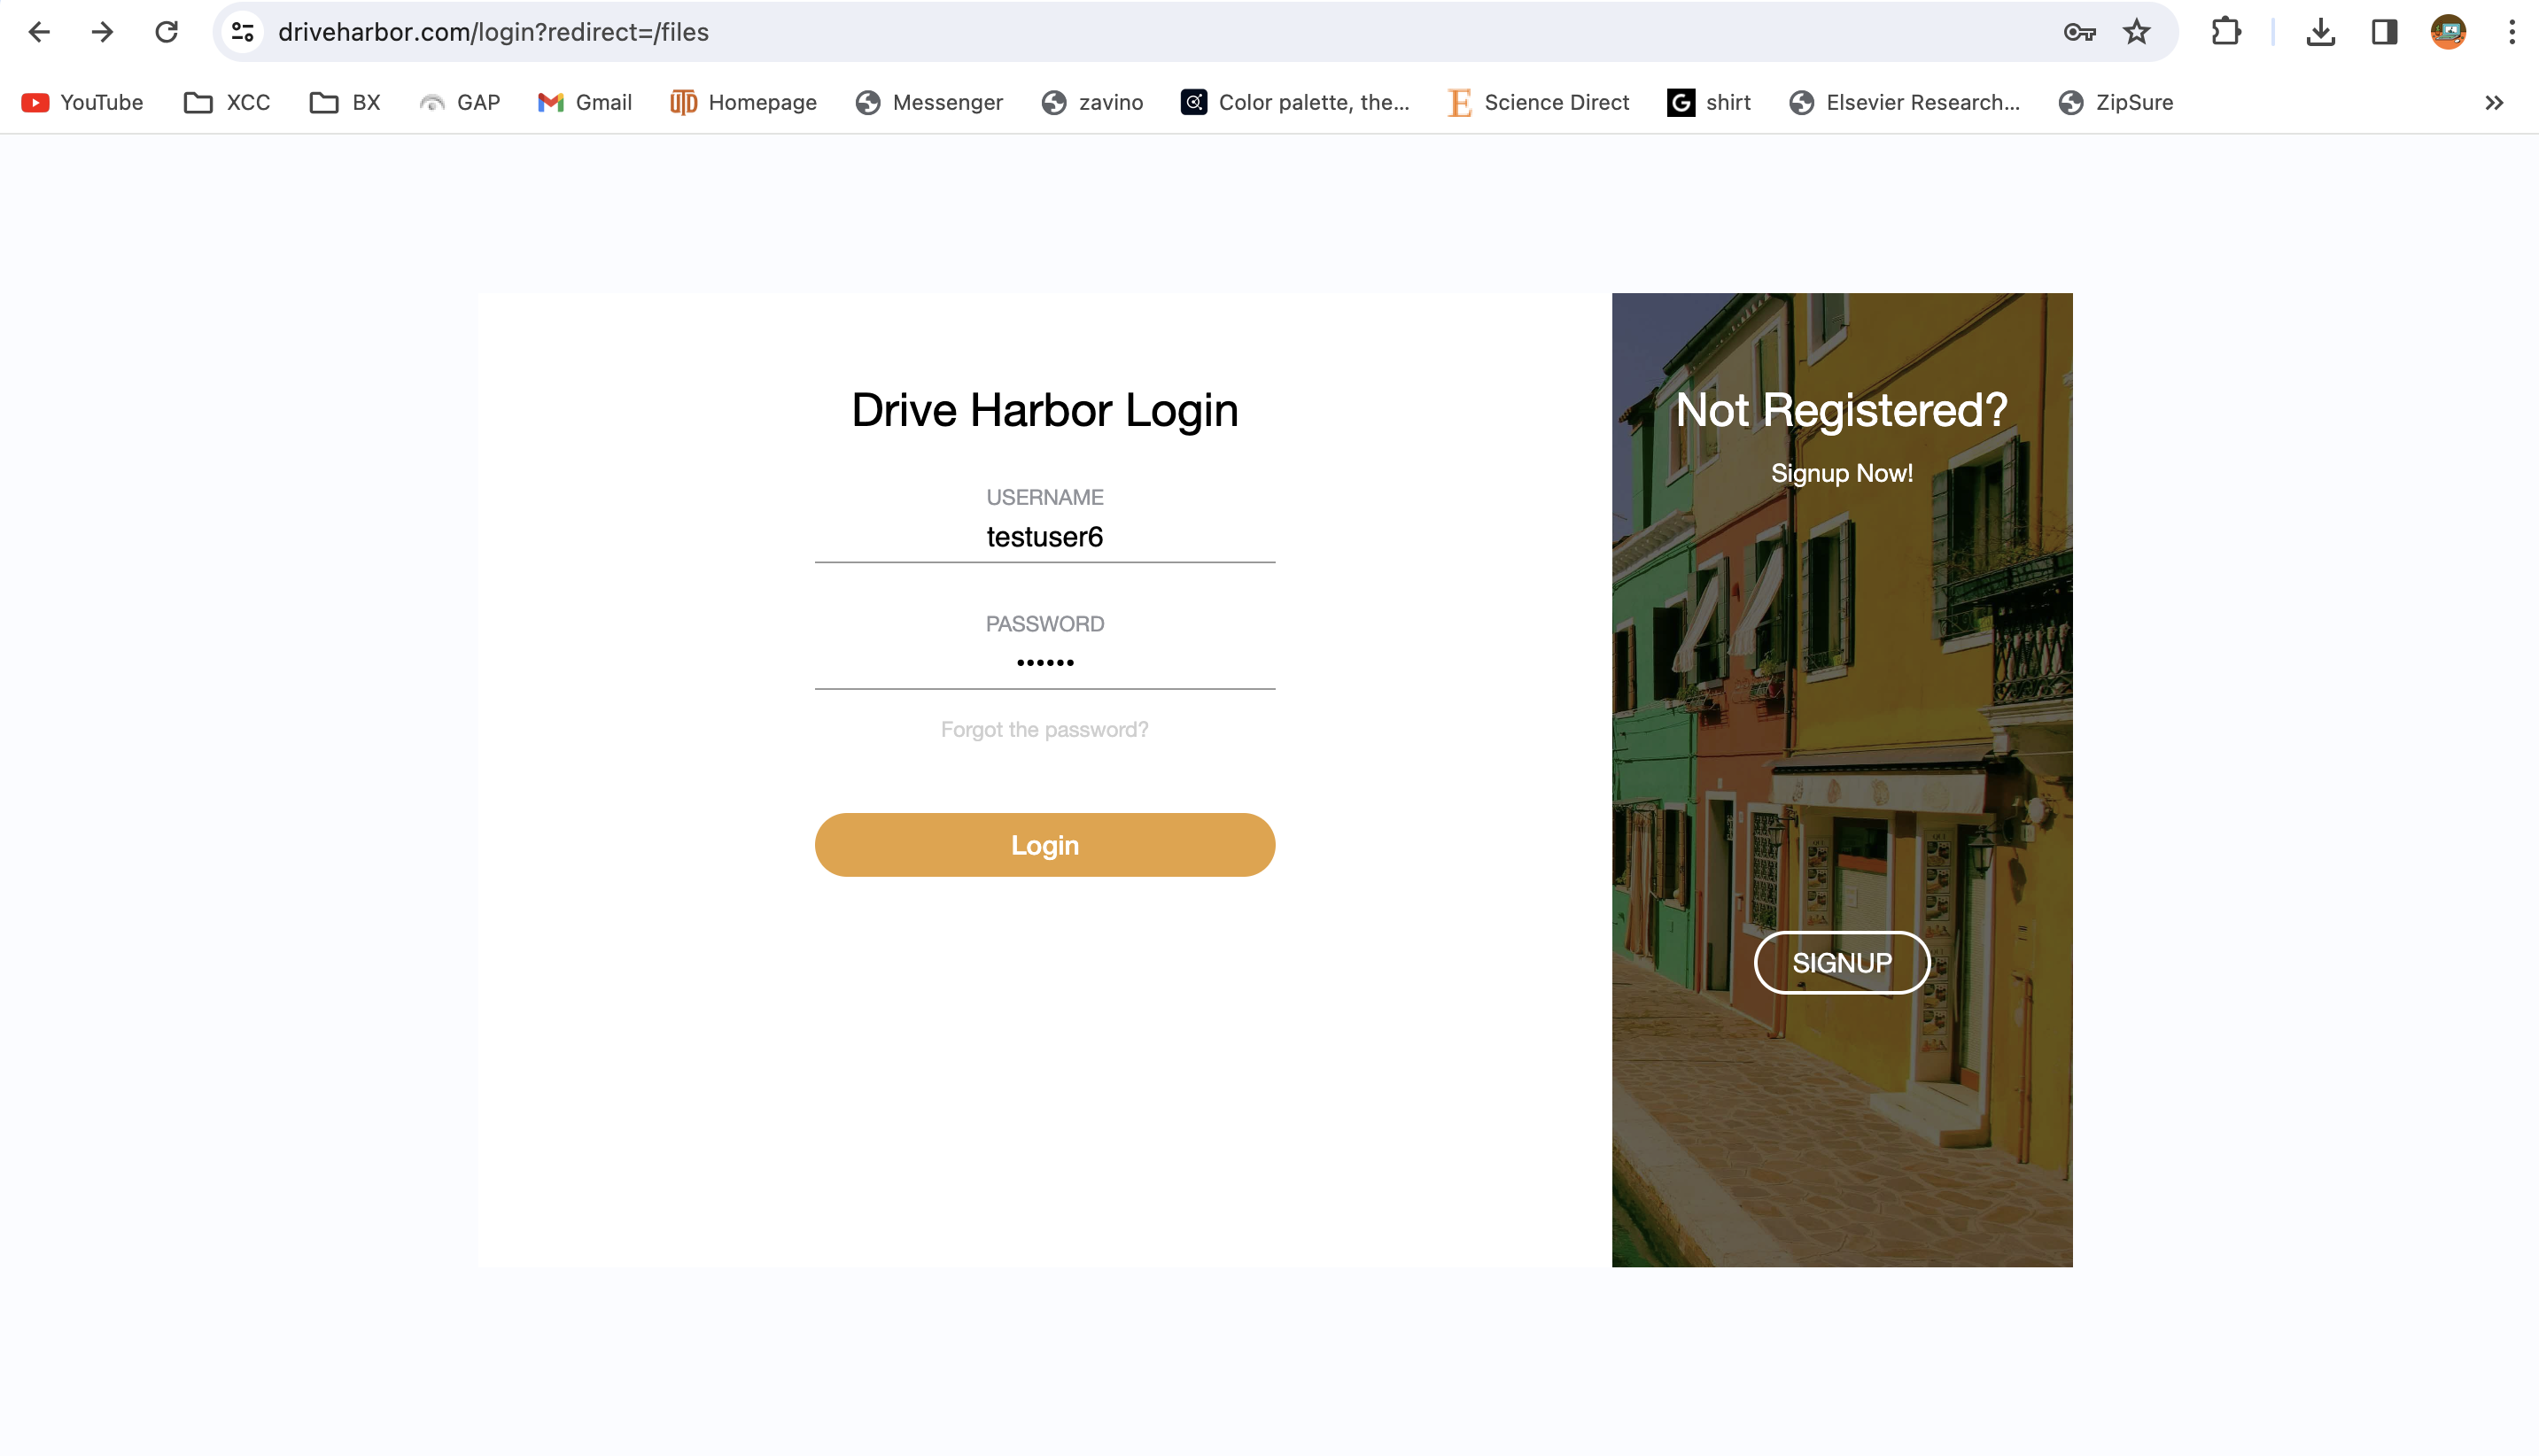 driveharbor.com/login?redirect=/files
YouTube XCC BX GAP Gmail Homepage Messenger zavino Color palette, the... Science Direct shirt Elsevier Research... ZipSure
Drive Harbor Login
USERNAME
testuser6
PASSWORD
••••••
Forgot the password?
Login
Not Registered?
Signup Now!
SIGNUP